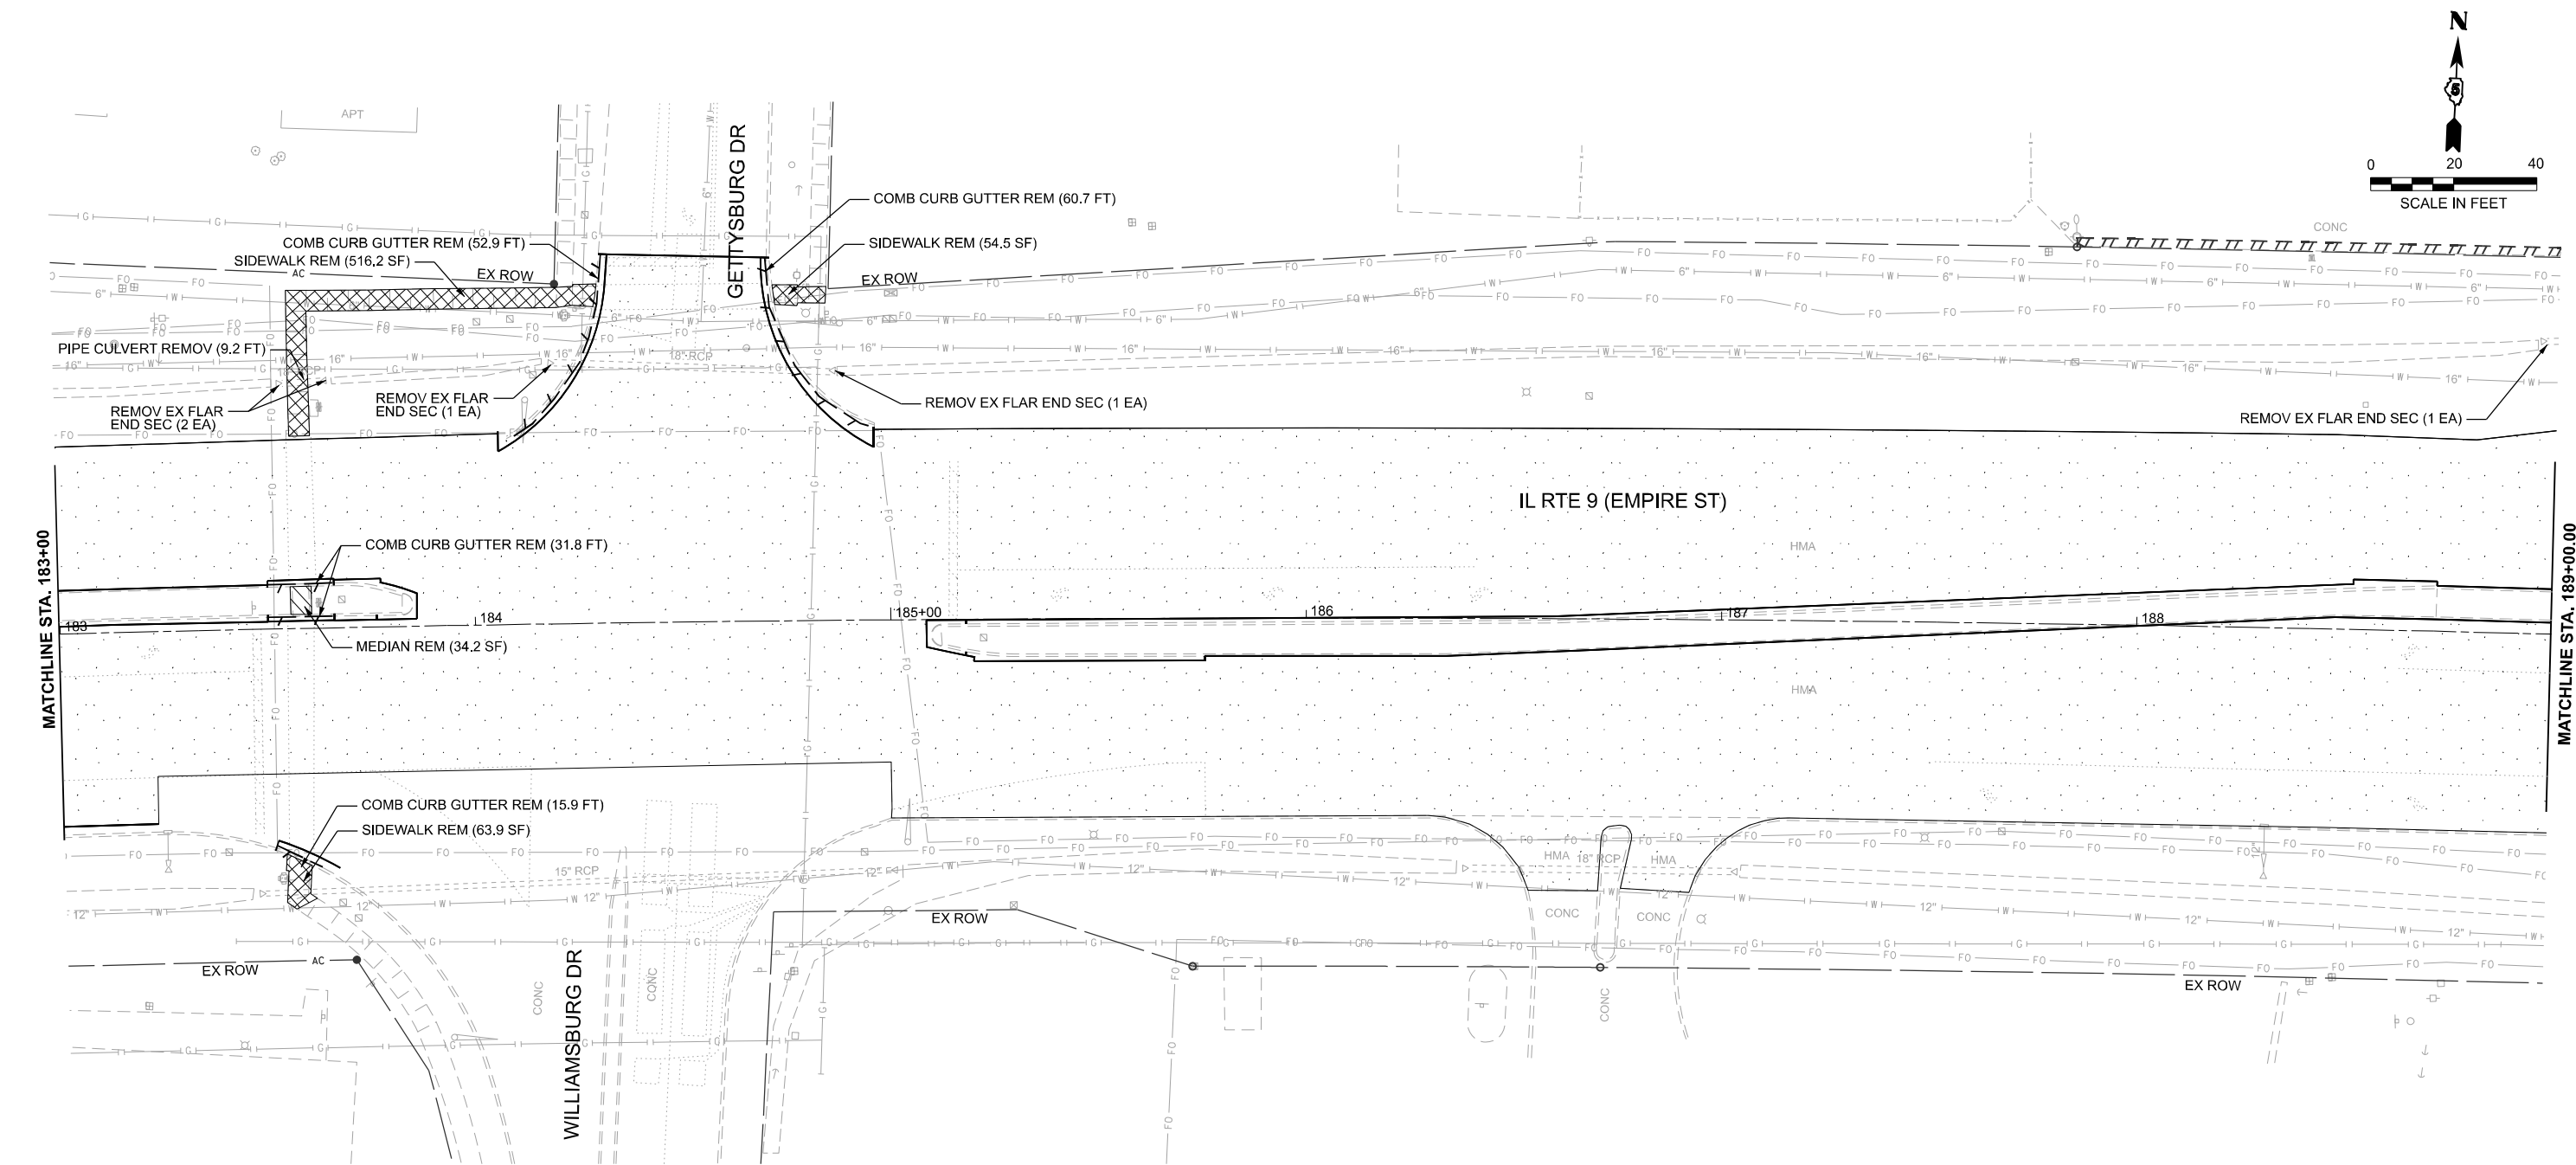 N
5
0 20 40
SCALE IN FEET
APT
GETTYSBURG DR
COMB CURB GUTTER REM (60.7 FT)
COMB CURB GUTTER REM (52.9 FT)
SIDEWALK REM (54.5 SF)
SIDEWALK REM (516.2 SF)
AC
EX ROW
EX ROW
CONC
PIPE CULVERT REMOV (9.2 FT)
18" RCP
REMOV EX FLAR
END SEC (2 EA)
REMOV EX FLAR
END SEC (1 EA)
REMOV EX FLAR END SEC (1 EA)
REMOV EX FLAR END SEC (1 EA)
IL RTE 9 (EMPIRE ST)
HMA
MATCHLINE STA. 183+00
MATCHLINE STA. 189+00.00
COMB CURB GUTTER REM (31.8 FT)
183
184
185+00
186
187
188
MEDIAN REM (34.2 SF)
HMA
COMB CURB GUTTER REM (15.9 FT)
SIDEWALK REM (63.9 SF)
15" RCP
HMA 18" RCP HMA
12"
CONC
CONC
EX ROW
EX ROW
AC
EX ROW
CONC
CONC
CONC
WILLIAMSBURG DR